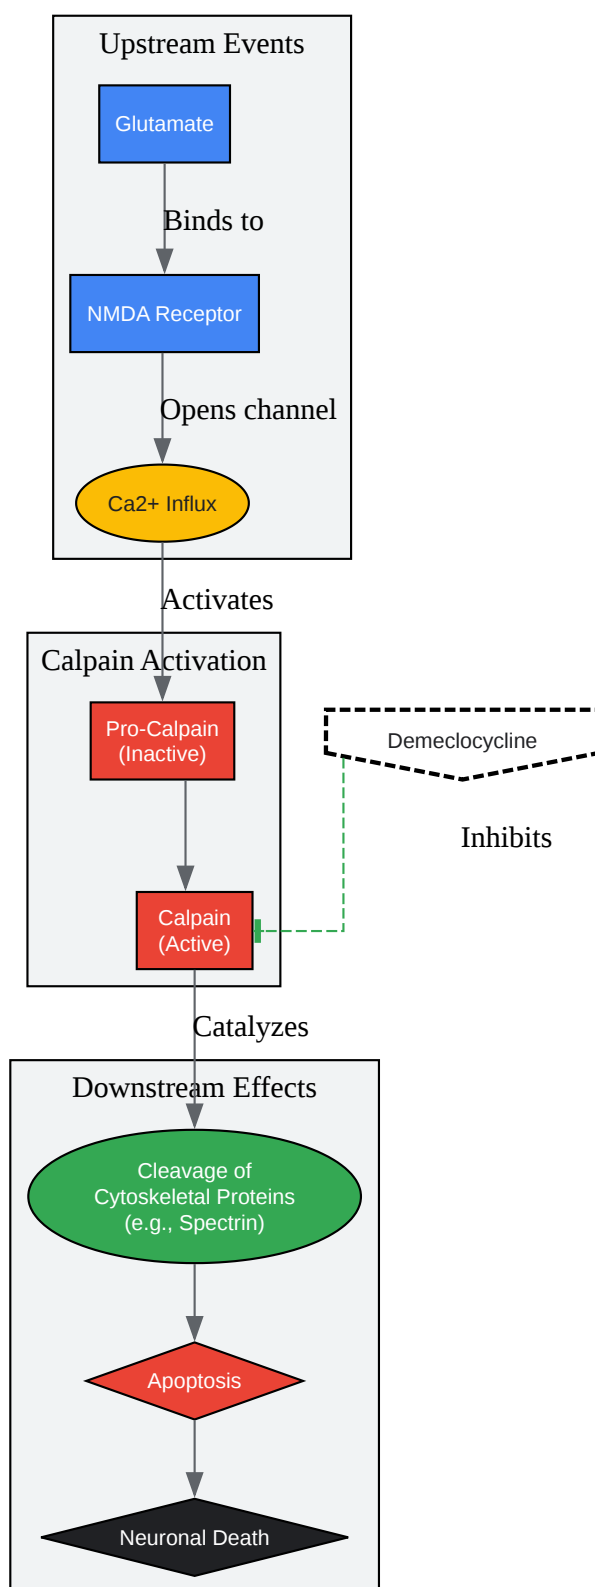 Upstream Events
Glutamate
Binds to
NMDA Receptor
Opens channel
Ca2+ Influx
Activates
Calpain Activation
Pro-Calpain
(Inactive)
Demeclocycline
Inhibits
Calpain
(Active)
Catalyzes
Downstream Effects
Cleavage of
Cytoskeletal Proteins
(e.g., Spectrin)
Apoptosis
Neuronal Death